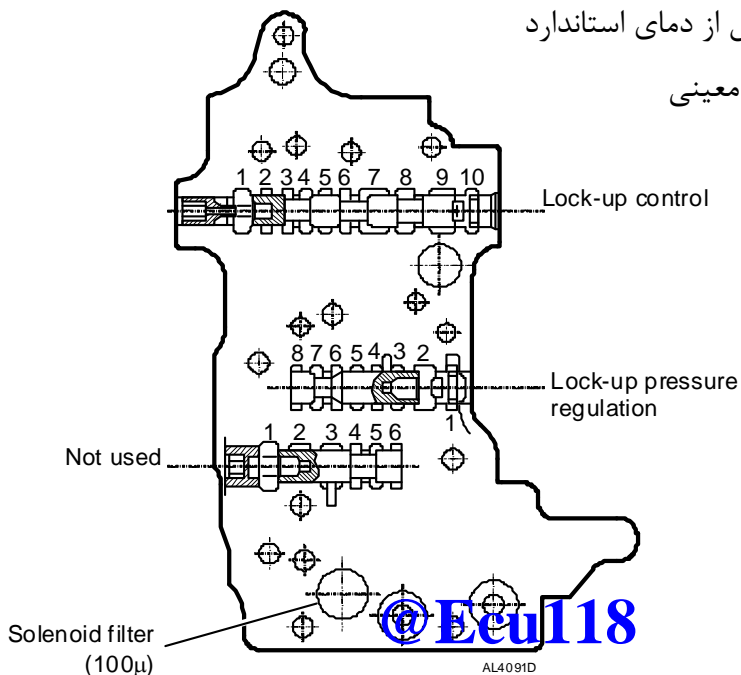 از دمای استاندارد
معینی
1 2 3 4 5 6 7 8 9 10
Lock-up control
8 7 6 5 4 3 2
1
Lock-up pressure
regulation
1 2 3 4 5 6
Not used
Solenoid filter
(100µ)
@Ecu118
AL4091D